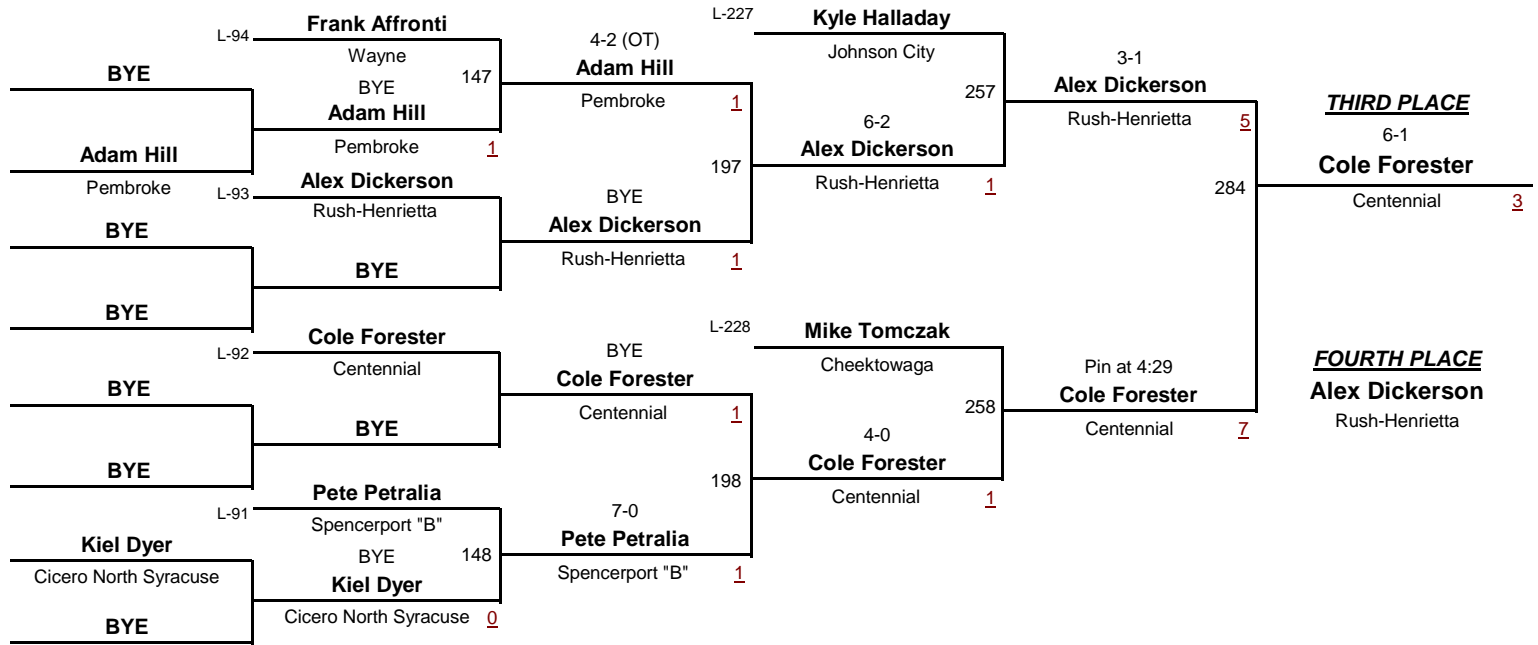 L-94
Frank Affronti
Wayne
BYE
BYE
147
Adam Hill
Pembroke 1
Adam Hill
Pembroke
4-2 (OT)
Adam Hill
Pembroke 1
L-93
Alex Dickerson
Rush-Henrietta
BYE
BYE
BYE
197
BYE
Alex Dickerson
Rush-Henrietta 1
L-227
Kyle Halladay
Johnson City
257
6-2
Alex Dickerson
Rush-Henrietta 1
3-1
Alex Dickerson
Rush-Henrietta 5
L-92
Cole Forester
Centennial
BYE
BYE
BYE
BYE
Cole Forester
Centennial 1
198
L-91
Pete Petralia
Spencerport "B"
Kiel Dyer
Cicero North Syracuse
BYE
148
Kiel Dyer
Cicero North Syracuse 0
BYE
7-0
Pete Petralia
Spencerport "B" 1
L-228
Mike Tomczak
Cheektowaga
258
4-0
Cole Forester
Centennial 1
Pin at 4:29
Cole Forester
Centennial 7
284
THIRD PLACE
6-1
Cole Forester
Centennial 3
FOURTH PLACE
Alex Dickerson
Rush-Henrietta